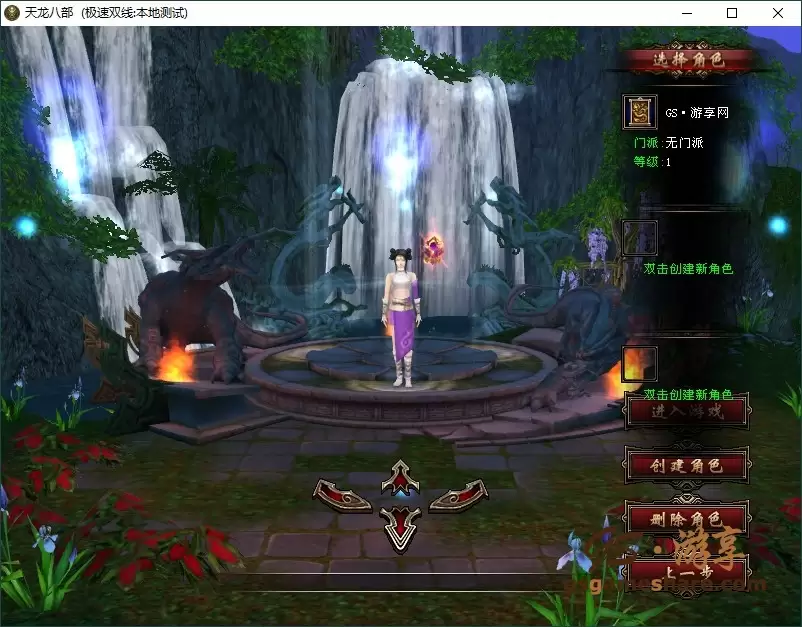 天龙八部 (极速双线:本地测试)
选择角色
GS·游享网
门派:无门派
等级:1
双击创建新角色
双击创建新角色
进入游戏
创建角色
删除角色
游享
上一步